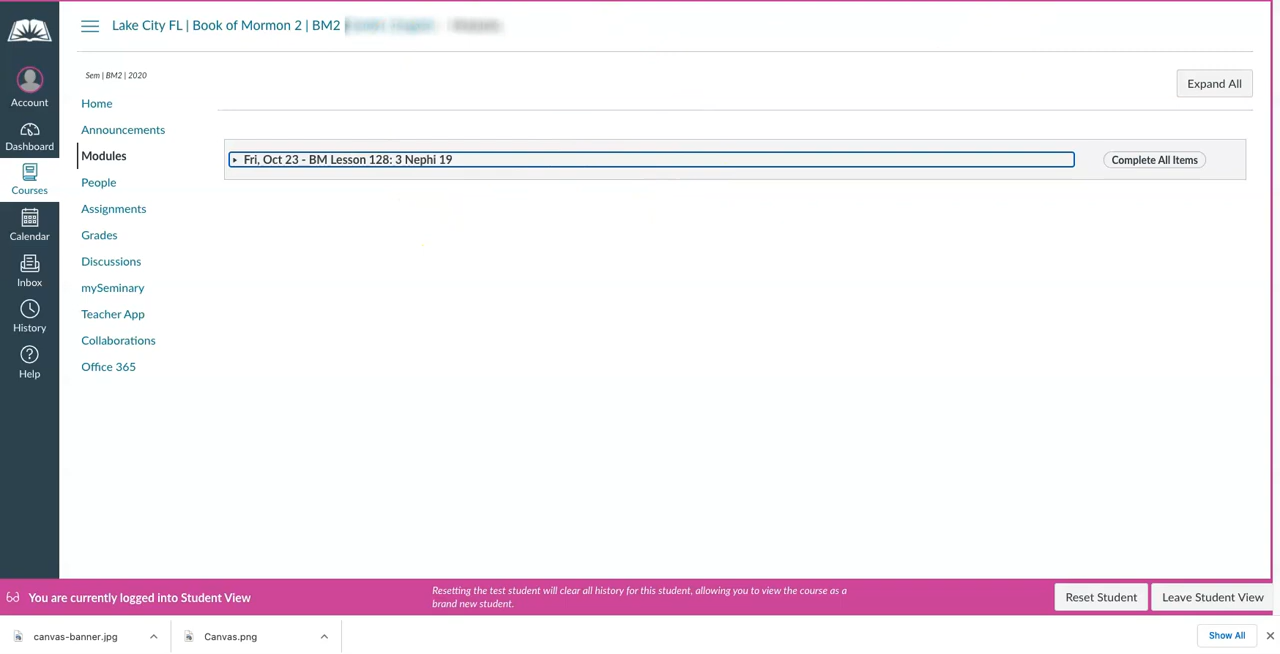 Lake City FL | Book of Mormon 2 | BM2
Account
Dashboard
Courses
Calendar
Inbox
History
Help
Sem | BM2 | 2020
Home
Announcements
Modules
People
Assignments
Grades
Discussions
mySeminary
Teacher App
Collaborations
Office 365
Expand All
Fri, Oct 23 - BM Lesson 128: 3 Nephi 19
Complete All Items
You are currently logged into Student View
Resetting the test student will clear all history for this student, allowing you to view the course as a
brand new student.
Reset Student
Leave Student View
canvas-banner.jpg
Canvas.png
Show All